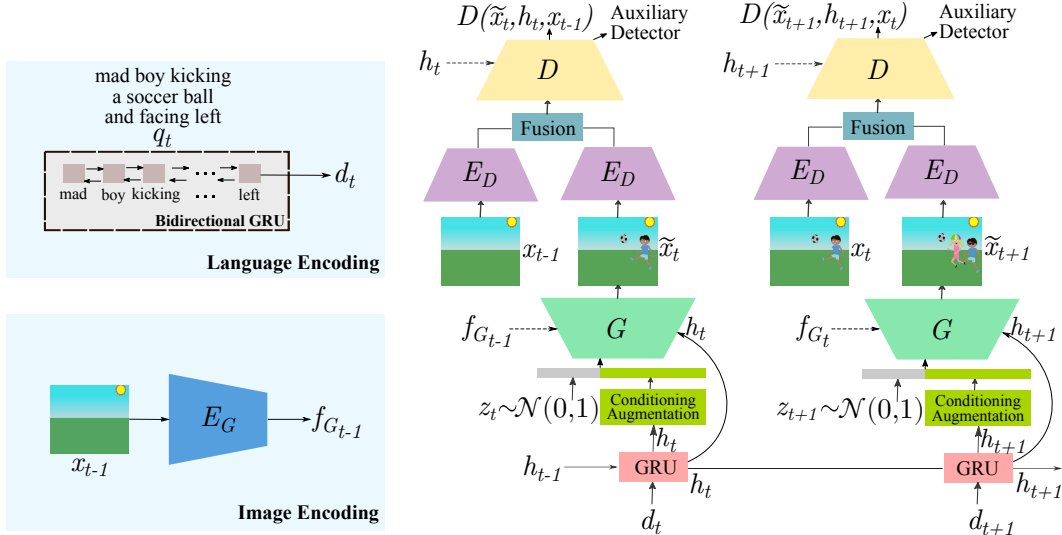 mad boy kicking
a soccer ball
and facing left
q_t
mad boy kicking ... left
...
d_t
Bidirectional GRU
Language Encoding
x_{t-1}
E_G
f_{G_{t-1}}
Image Encoding
D(x̃_t, h_t, x_{t-1})
Auxiliary
Detector
h_t
D
Fusion
E_D
E_D
x_{t-1}
x̃_t
f_{G_{t-1}}
G
h_t
z_t~𝒩(0,1)
Conditioning
Augmentation
h_t
h_{t-1}
GRU
h_t
d_t
D(x̃_{t+1}, h_{t+1}, x_t)
Auxiliary
Detector
h_{t+1}
D
Fusion
E_D
E_D
x_t
x̃_{t+1}
f_{G_t}
G
h_{t+1}
z_{t+1}~𝒩(0,1)
Conditioning
Augmentation
h_{t+1}
GRU
h_{t+1}
d_{t+1}